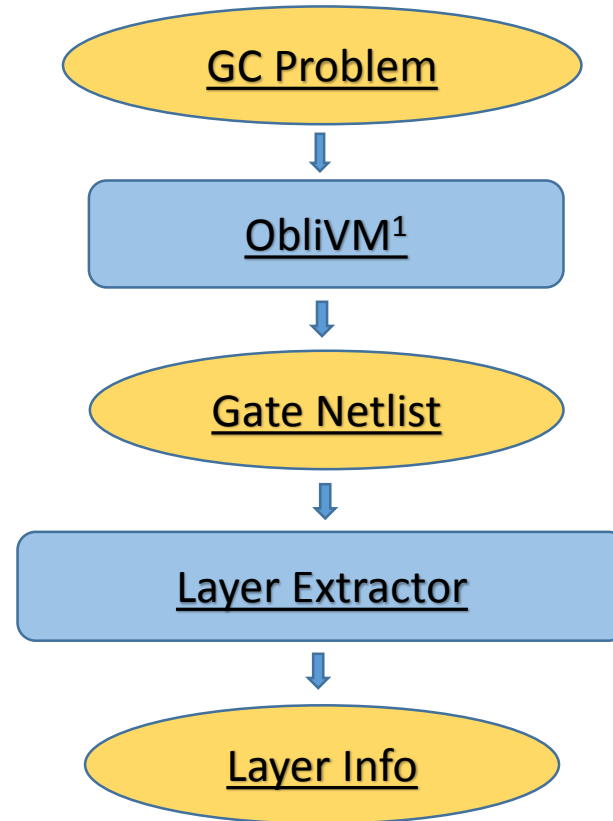 GC Problem
ObliVM¹
Gate Netlist
Layer Extractor
Layer Info